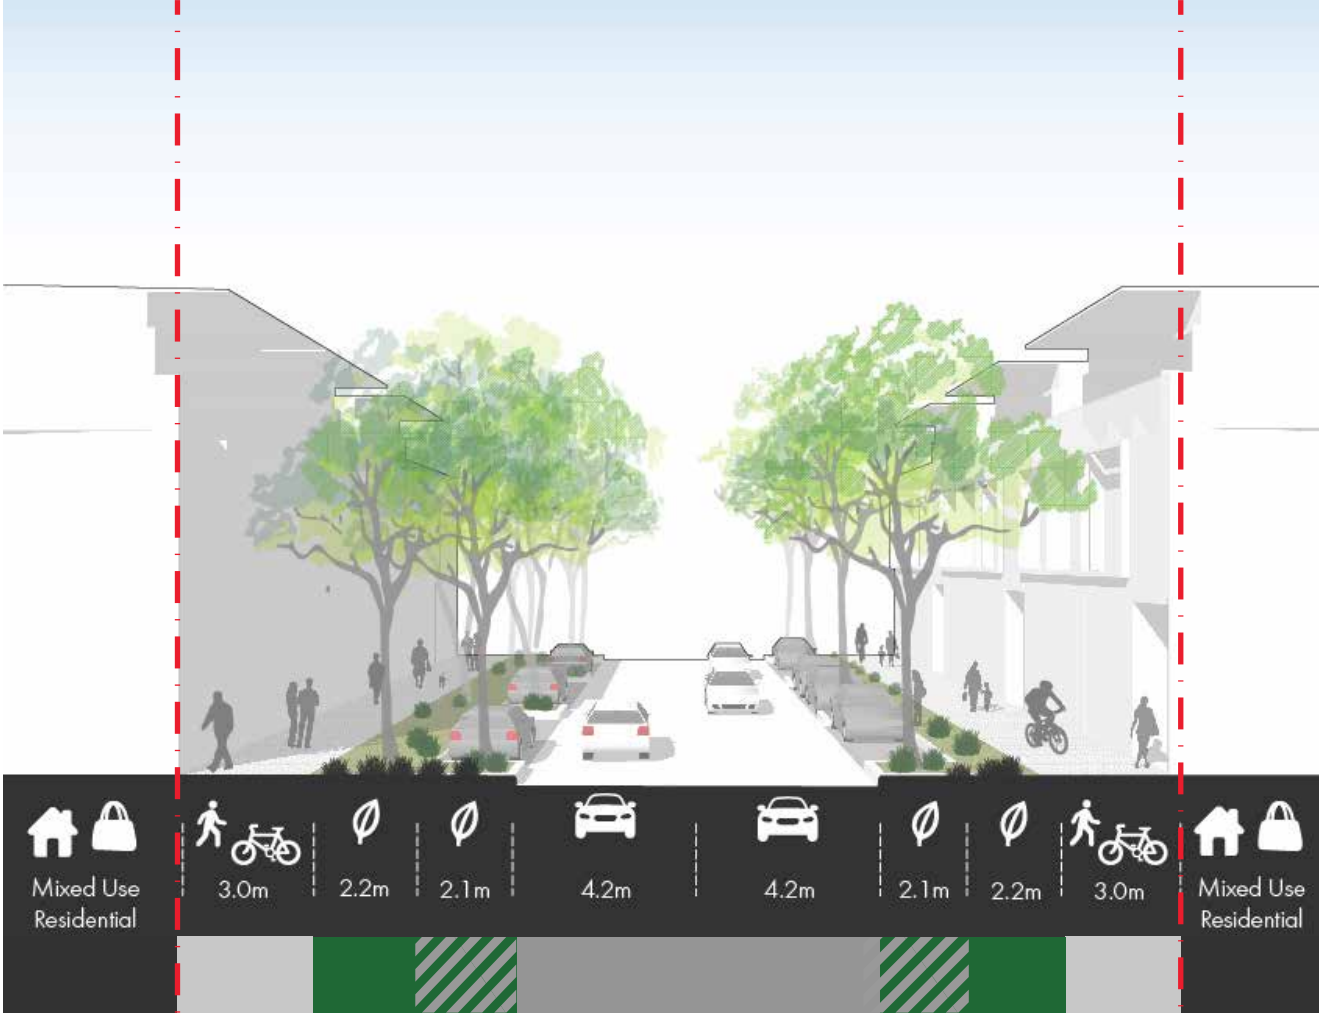 3.0m
2.2m
2.1m
4.2m
4.2m
2.1m
2.2m
3.0m
Mixed Use
Residential
Mixed Use
Residential